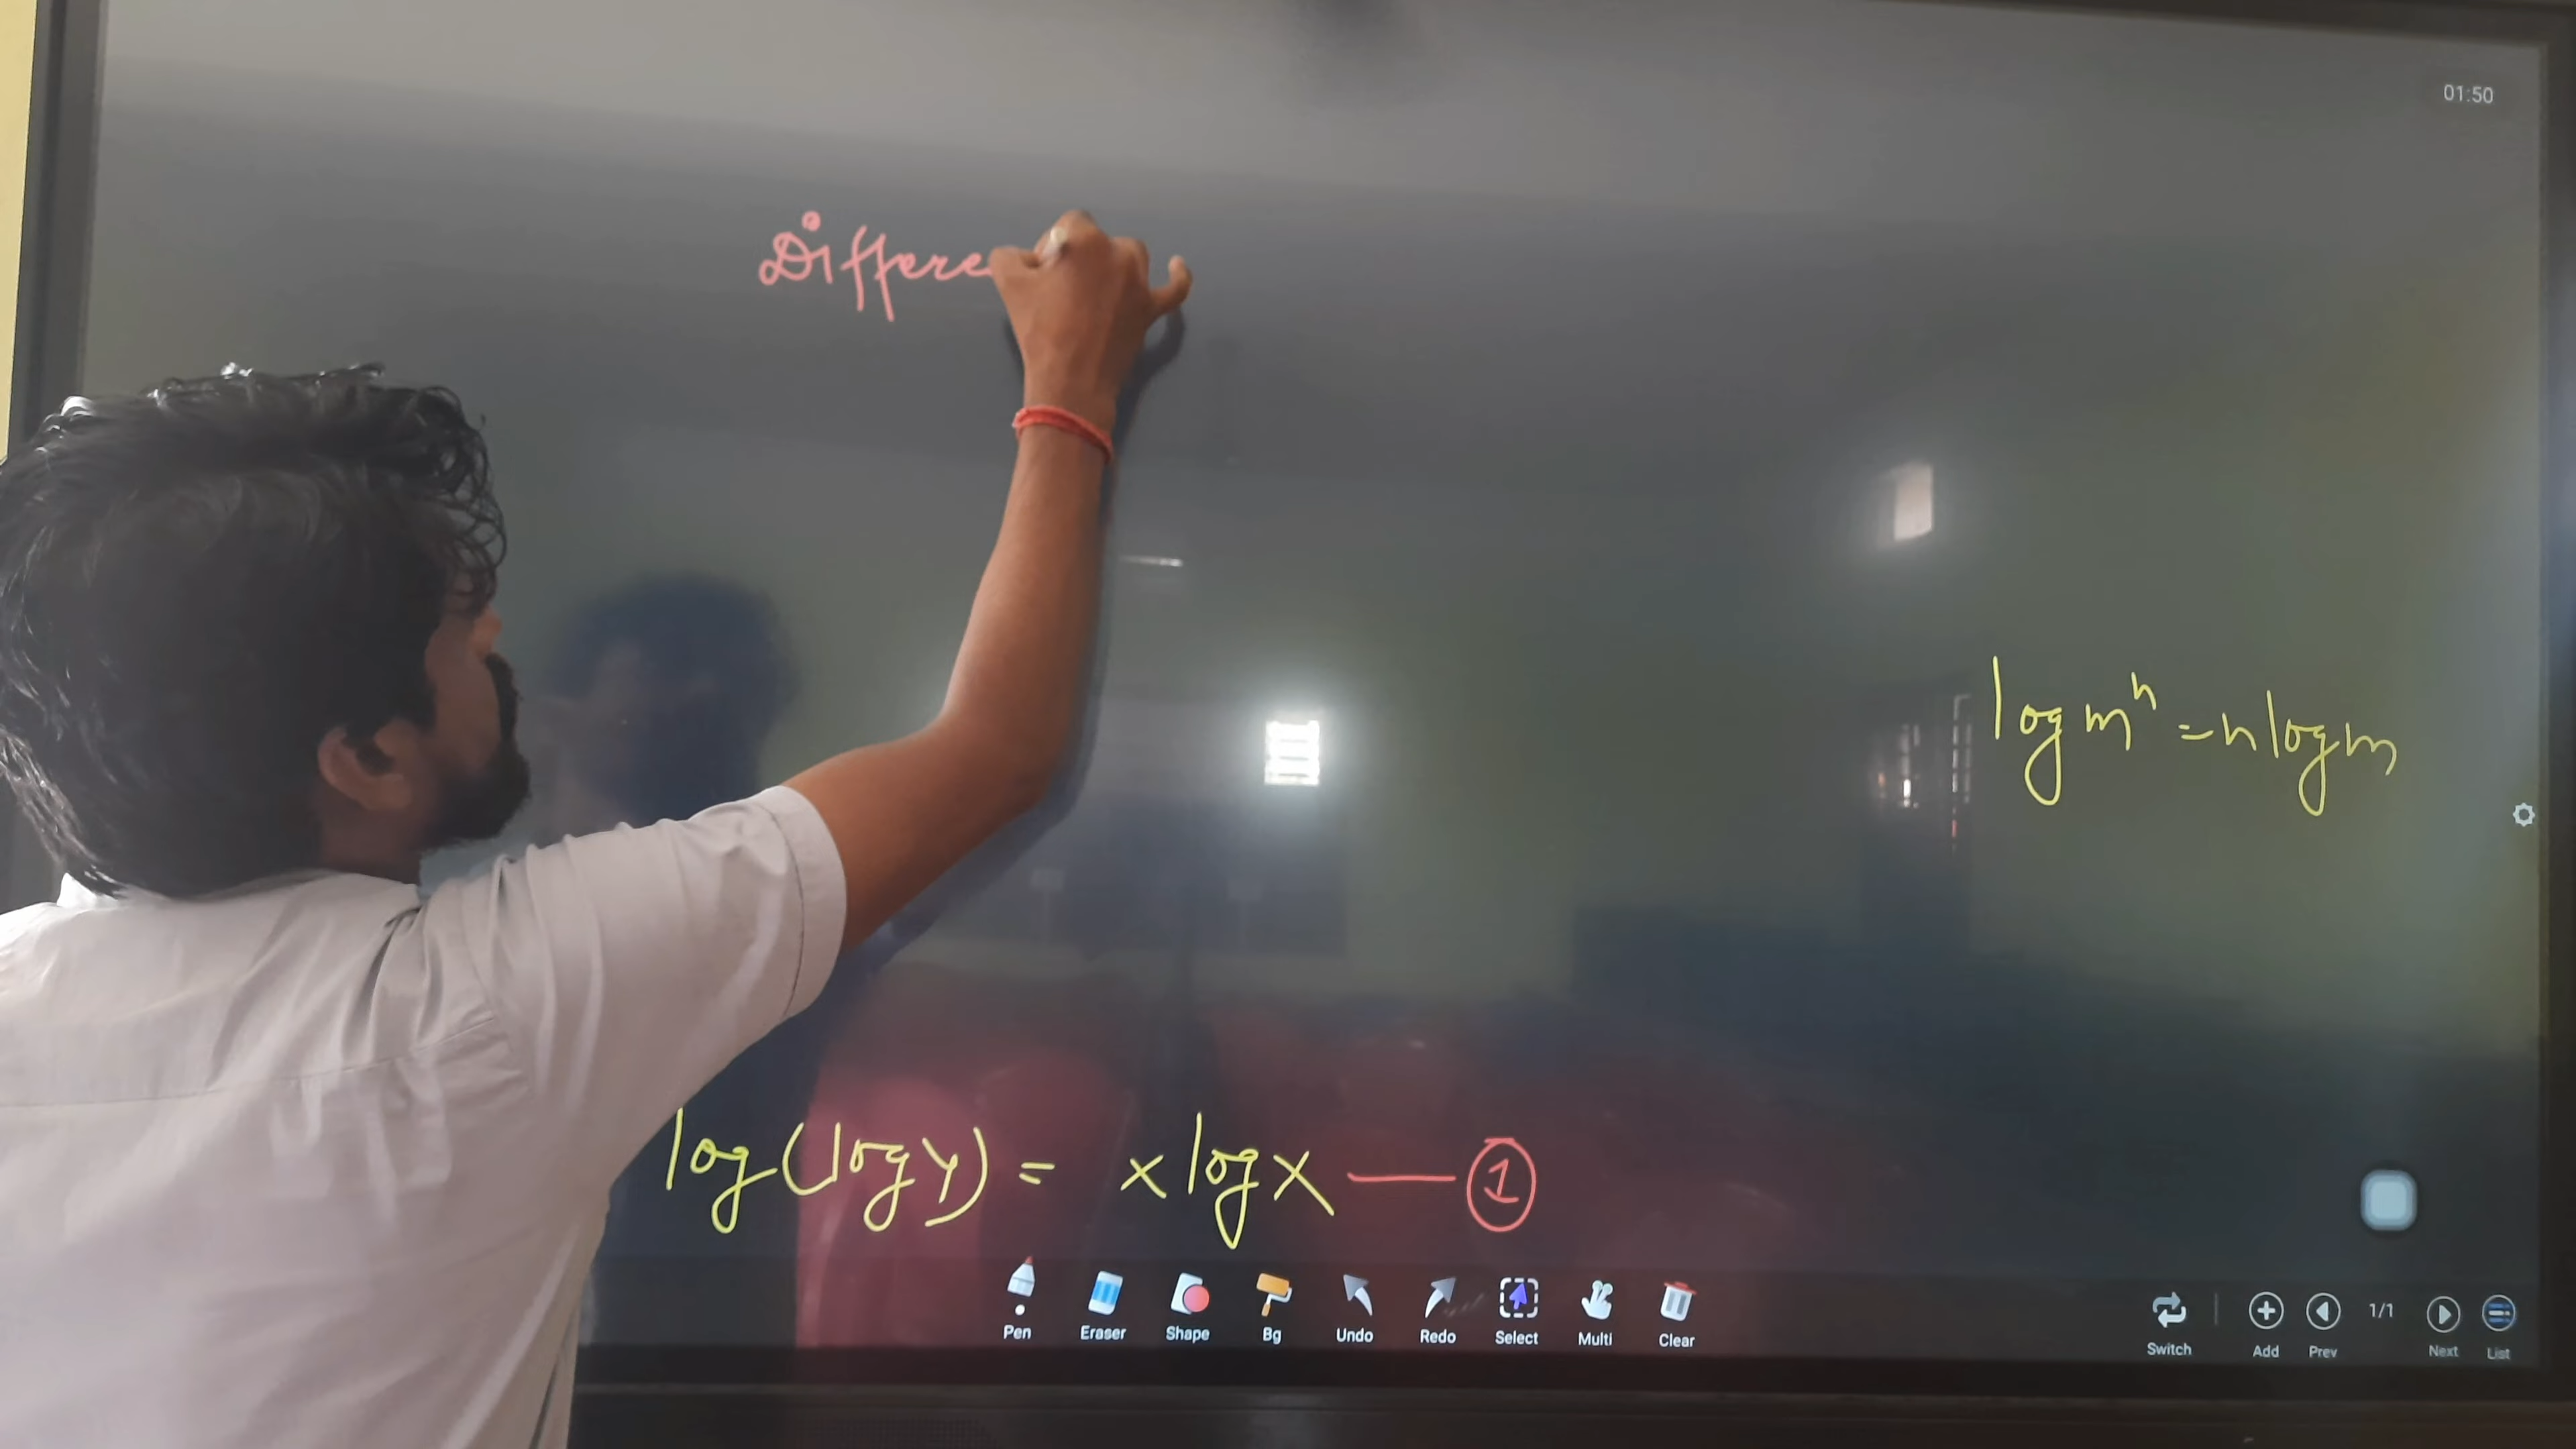 01:50
Differe
log mⁿ = n log m
log(log y) = x log x — ①
Pen Eraser Shape Bg Undo Redo Select Multi Clear
Switch Add Prev 1/1 Next List